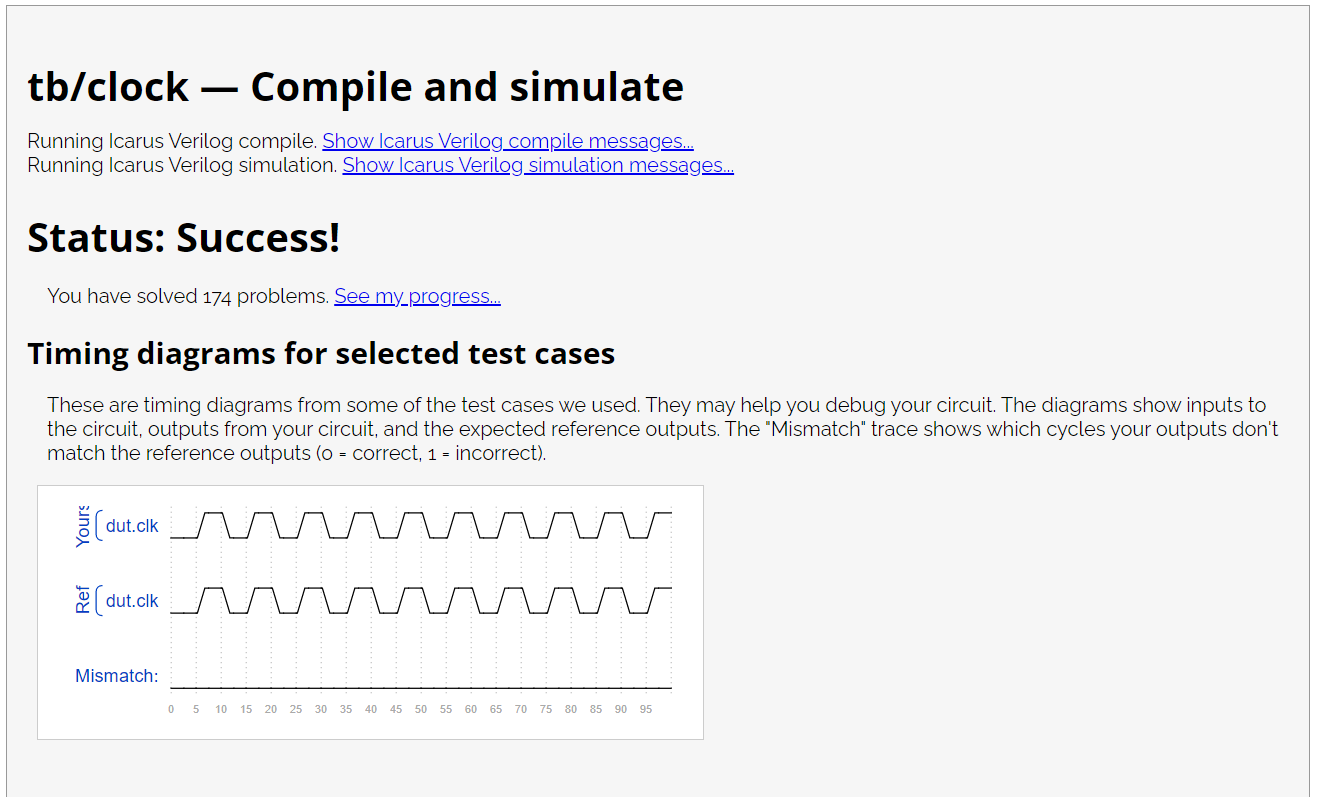 tb/clock — Compile and simulate
Running Icarus Verilog compile. Show Icarus Verilog compile messages...
Running Icarus Verilog simulation. Show Icarus Verilog simulation messages...
Status: Success!
You have solved 174 problems. See my progress...
Timing diagrams for selected test cases
These are timing diagrams from some of the test cases we used. They may help you debug your circuit. The diagrams show inputs to
the circuit, outputs from your circuit, and the expected reference outputs. The "Mismatch" trace shows which cycles your outputs don't
match the reference outputs (0 = correct, 1 = incorrect).
Yours dut.clk
Ref dut.clk
Mismatch:
0 5 10 15 20 25 30 35 40 45 50 55 60 65 70 75 80 85 90 95